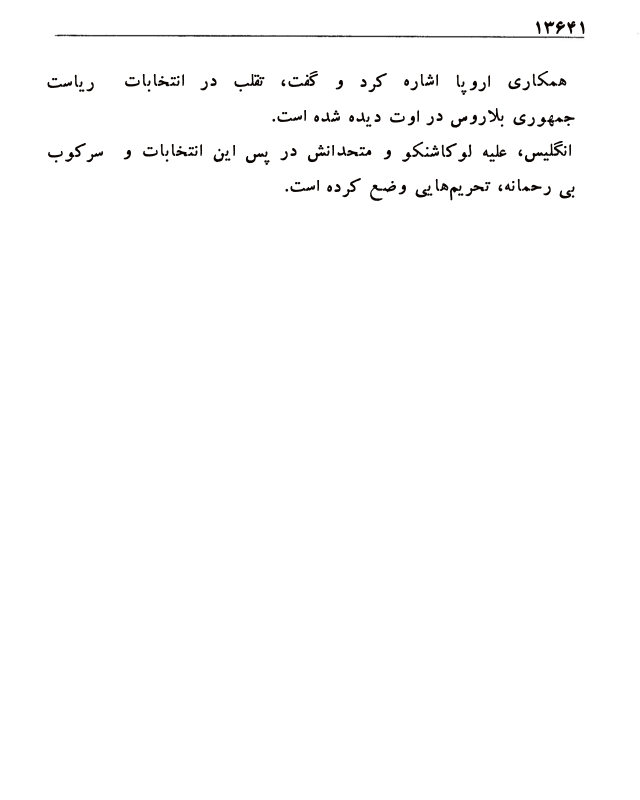 ۱۳۶۴۱
همکاری اروپا اشاره کرد و گفت، تقلب در انتخابات ریاست
جمهوری بلاروس در اوت دیده شده است.
انگلیس، علیه لوکاشنکو و متحدانش در پس این انتخابات و سرکوب
بی رحمانه، تحریم‌هایی وضع کرده است.